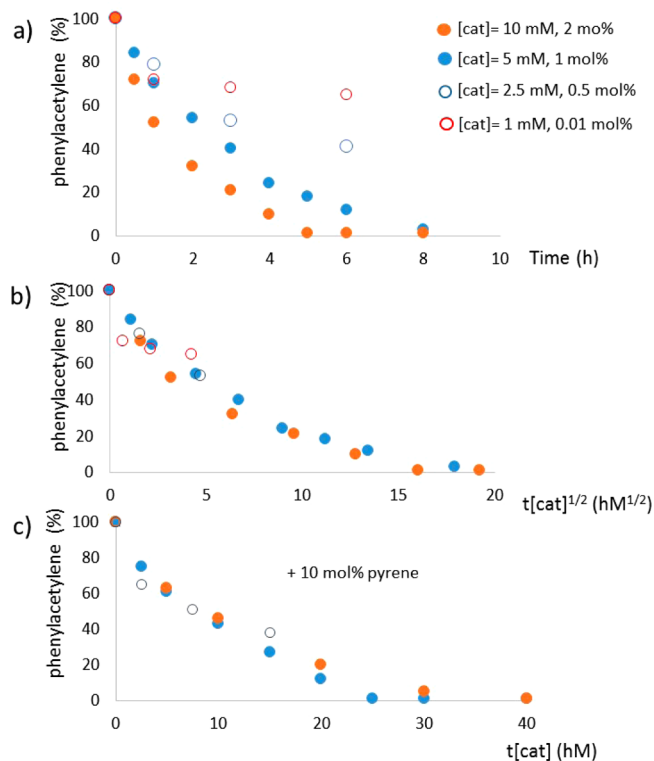 a)
phenylacetylene (%)
100
80
60
40
20
0
0 2 4 6 8 10
Time (h)
[cat]= 10 mM, 2 mo%
[cat]= 5 mM, 1 mol%
[cat]= 2.5 mM, 0.5 mol%
[cat]= 1 mM, 0.01 mol%
b)
phenylacetylene (%)
100
80
60
40
20
0
0 5 10 15 20
t[cat]1/2 (hM1/2)
c)
phenylacetylene (%)
100
80
60
40
20
0
+ 10 mol% pyrene
0 10 20 30 40
t[cat] (hM)